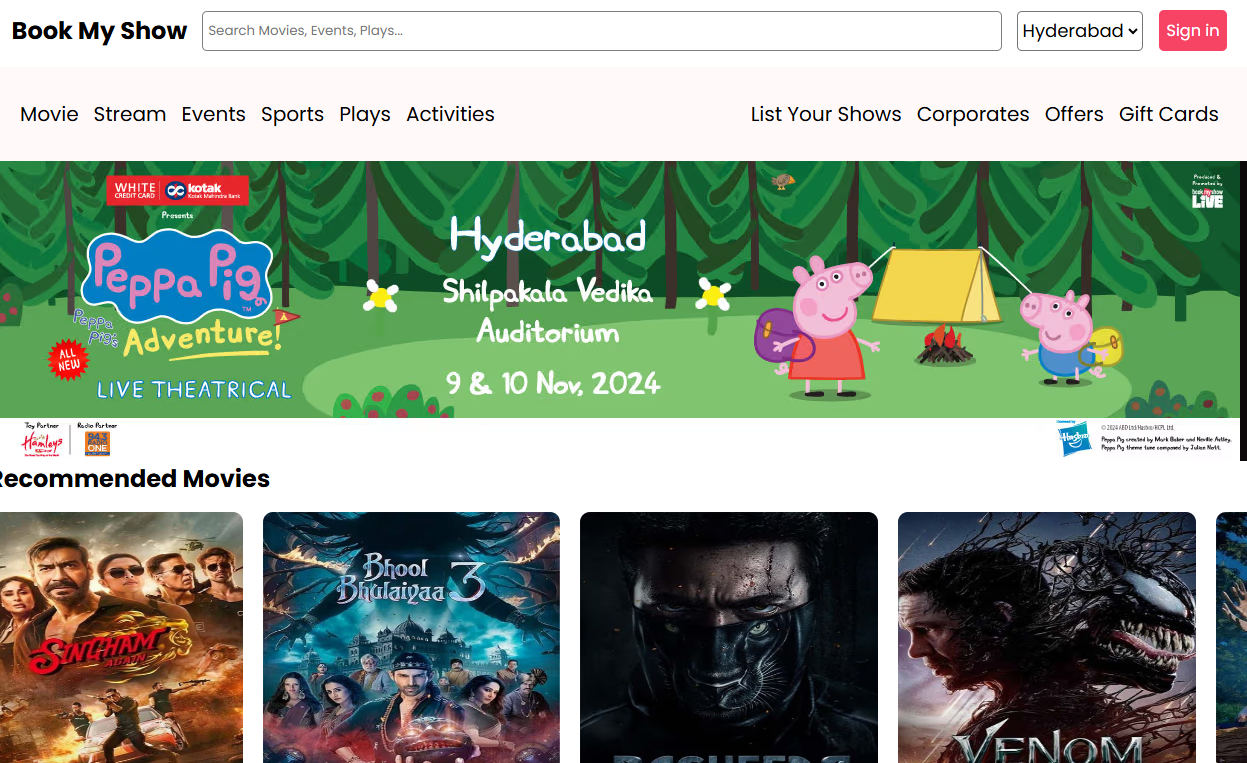 Book My Show
Search Movies, Events, Plays...
Hyderabad
Sign in
Movie Stream Events Sports Plays Activities
List Your Shows Corporates Offers Gift Cards
WHITE
CREDIT CARD
kotak
Kotak Mahindra Bank
Presents
Peppa Pig
TM
Peppa
Pig's
Adventure!
ALL
NEW
LIVE THEATRICAL
Hyderabad
Shilpakala Vedika
Auditorium
9 & 10 Nov, 2024
Produced &
Promoted by
book my show
LIVE
Toy Partner
Hamleys
Radio Partner
94.3
RADIO
ONE
Hasbro
© 2024 ABD Ltd/Hasbro/HCPL Ltd.
Peppa Pig created by Mark Baker and Neville Astley.
Peppa Pig theme tune composed by Julian Nott.
Recommended Movies
SINGHAM
AGAIN
Bhool
Bhulaiyaa 3
VENOM